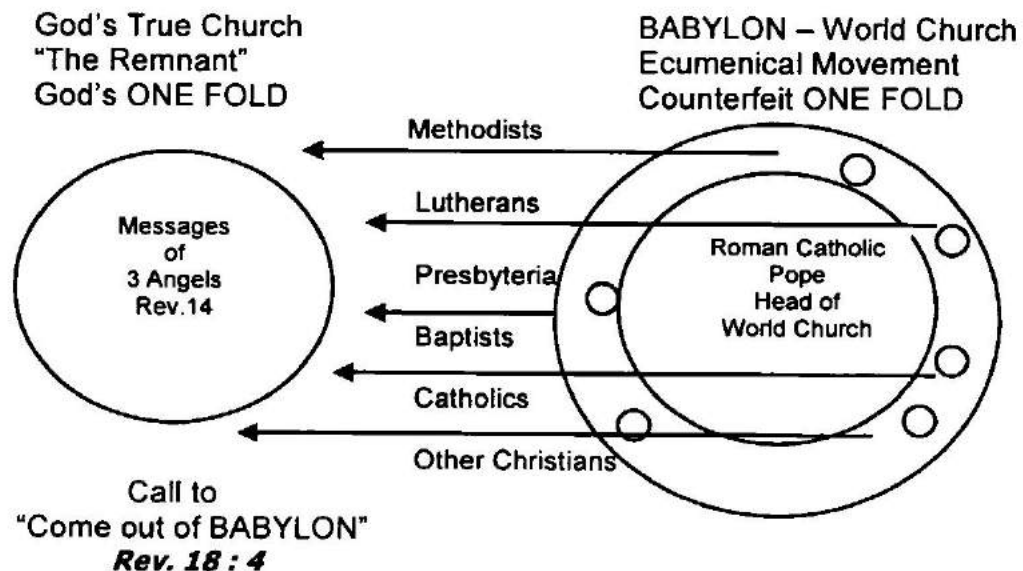 God's True Church
"The Remnant"
God's ONE FOLD
BABYLON – World Church
Ecumenical Movement
Counterfeit ONE FOLD
Methodists
Lutherans
Presbyteria
Baptists
Catholics
Other Christians
Messages
of
3 Angels
Rev.14
Roman Catholic
Pope
Head of
World Church
Call to
"Come out of BABYLON"
Rev. 18 : 4